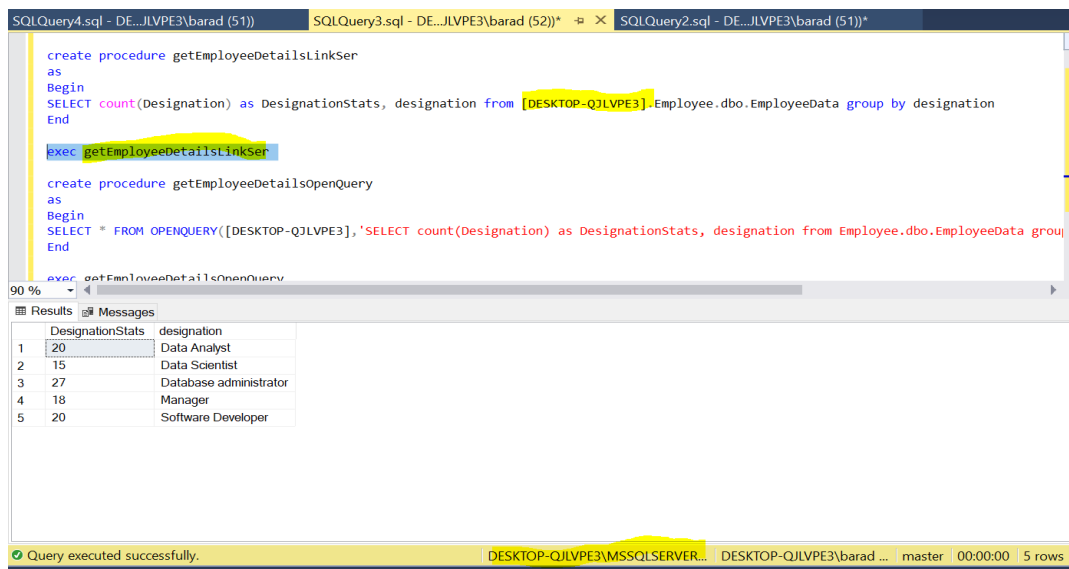 SQLQuery4.sql - DE...JLVPE3\barad (51)) SQLQuery3.sql - DE...JLVPE3\barad (52))* SQLQuery2.sql - DE...JLVPE3\barad (51))*
create procedure getEmployeeDetailsLinkSer
as
Begin
SELECT count(Designation) as DesignationStats, designation from [DESKTOP-QJLVPE3].Employee.dbo.EmployeeData group by designation
End
exec getEmployeeDetailsLinkSer
create procedure getEmployeeDetailsOpenQuery
as
Begin
SELECT * FROM OPENQUERY([DESKTOP-QJLVPE3],'SELECT count(Designation) as DesignationStats, designation from Employee.dbo.EmployeeData grou
End
exec getEmployeeDetailsOpenQuery
90 %
Results Messages
DesignationStats designation
1 20 Data Analyst
2 15 Data Scientist
3 27 Database administrator
4 18 Manager
5 20 Software Developer
Query executed successfully. DESKTOP-QJLVPE3\MSSQLSERVER... DESKTOP-QJLVPE3\barad ... master 00:00:00 5 rows